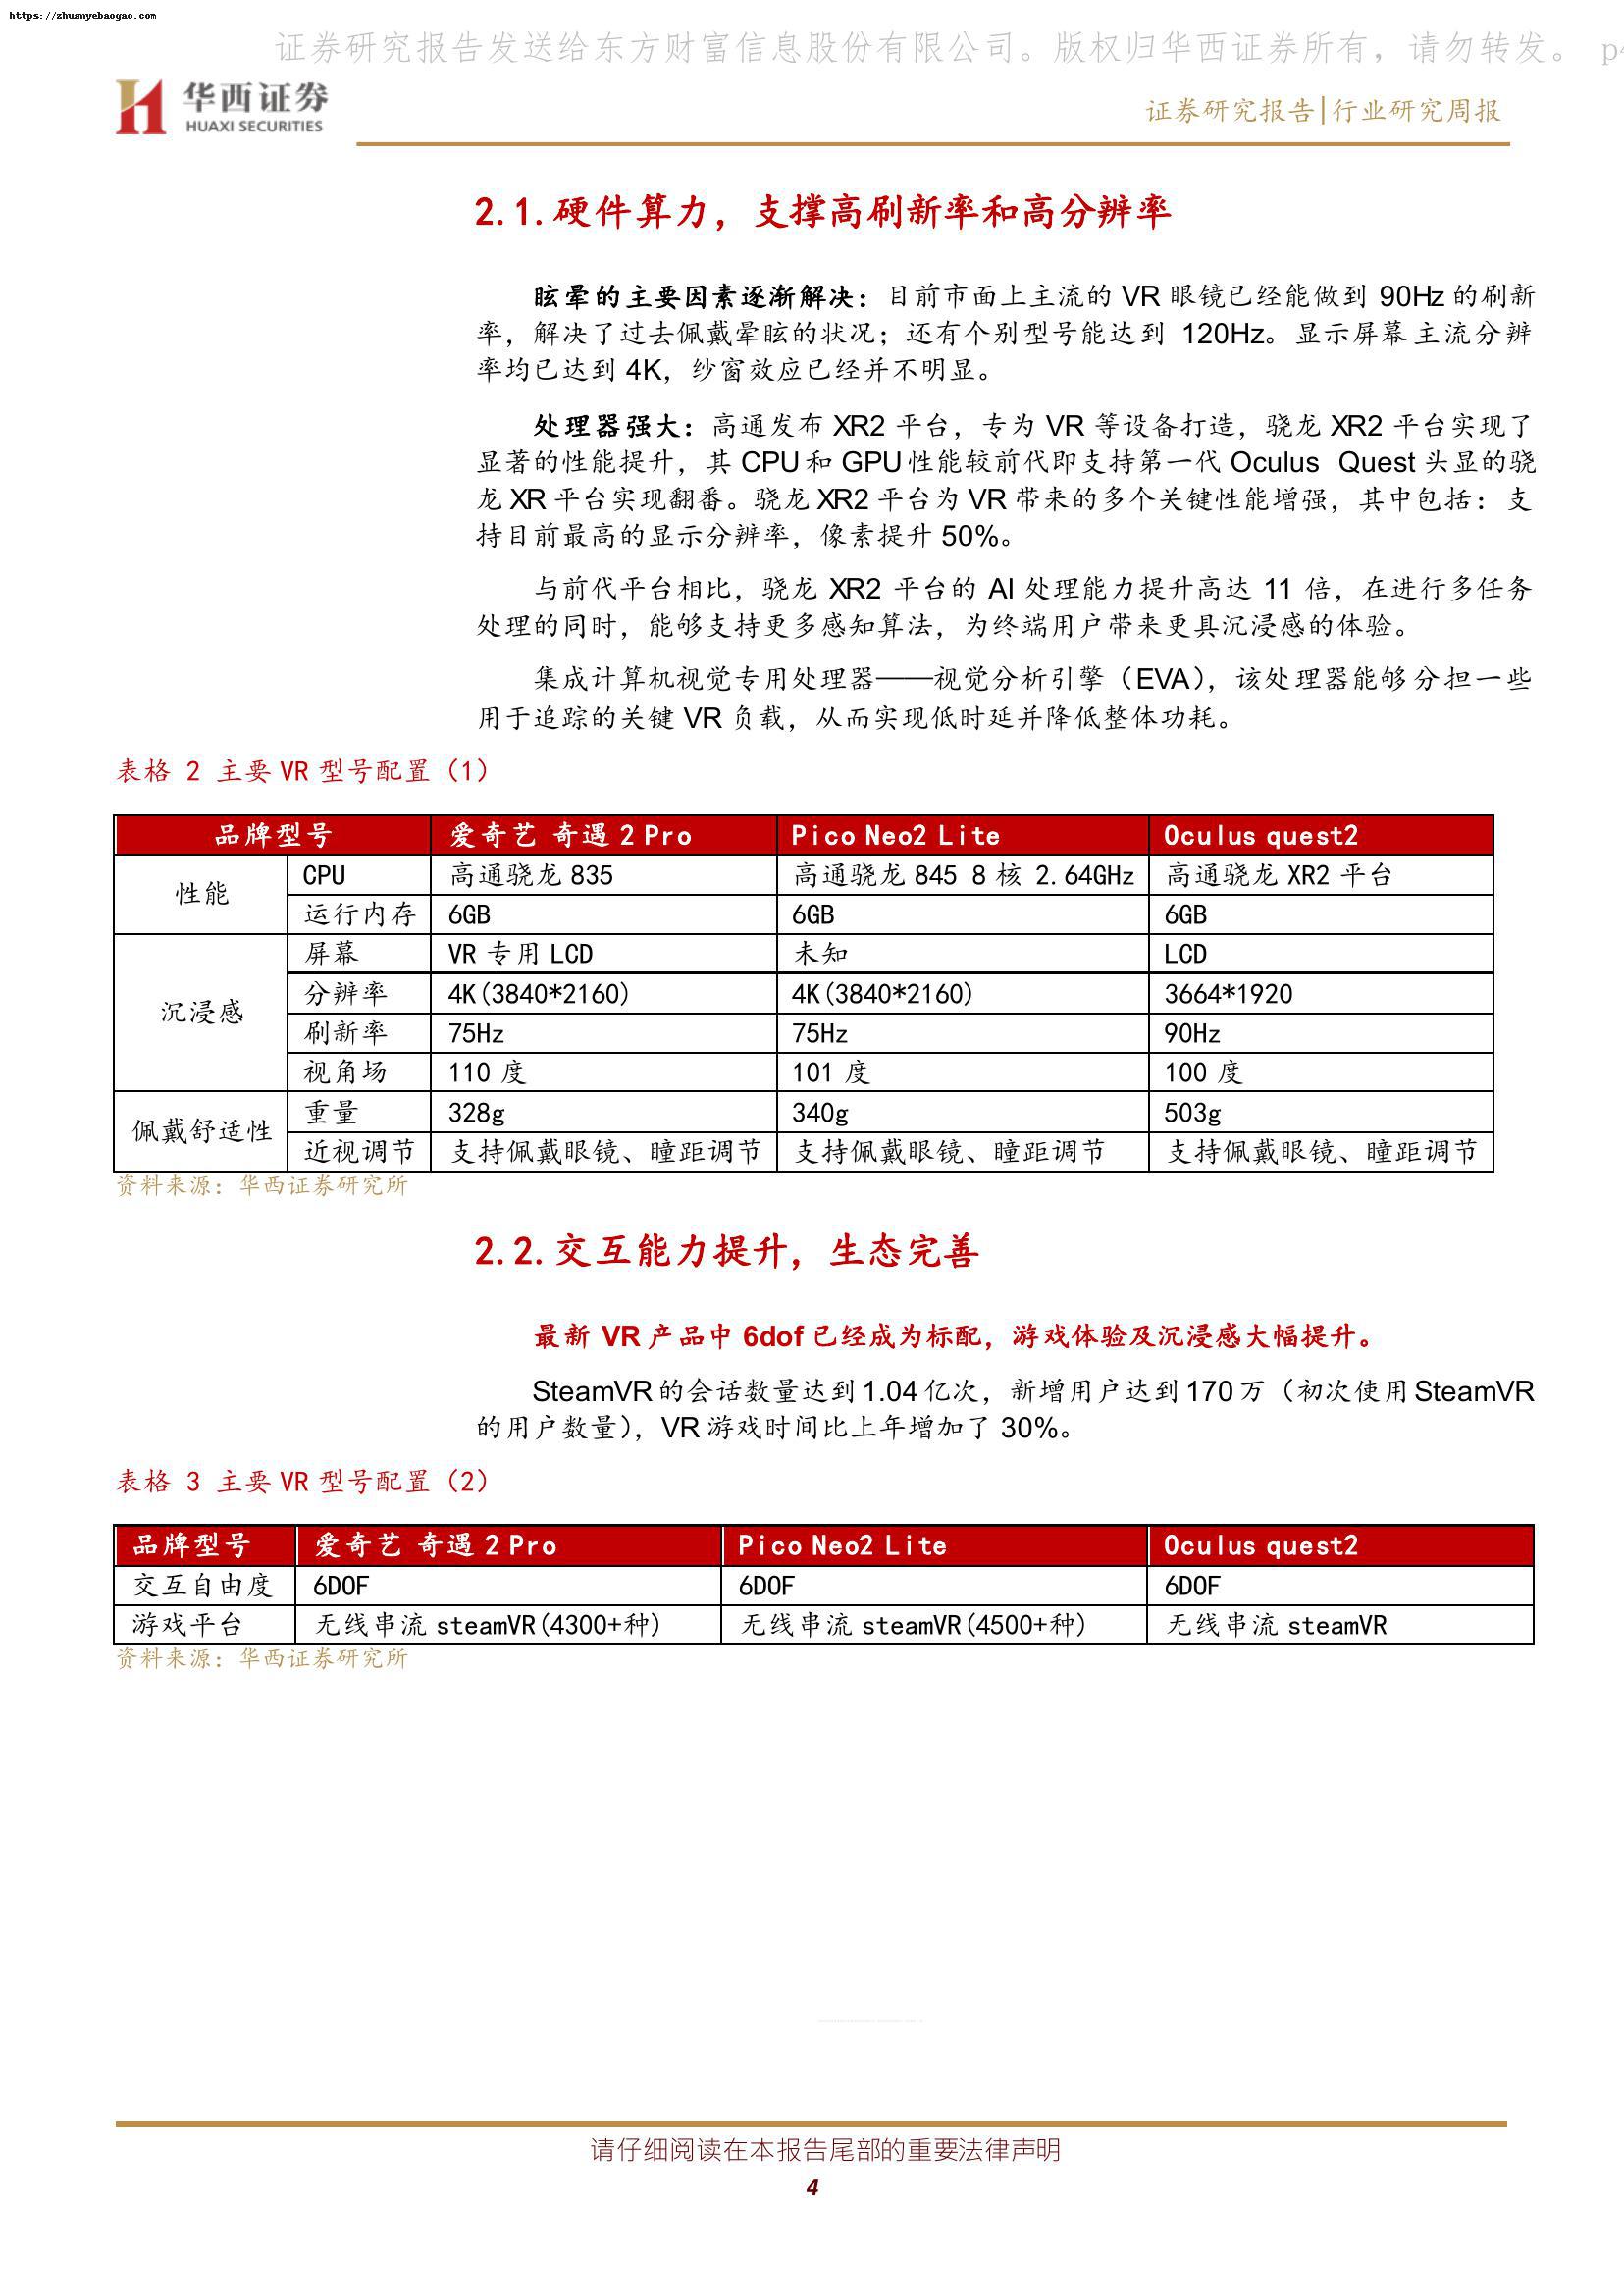 https://zhuanyebaogao.com
证券研究报告发送给东方财富信息股份有限公司。版权归华西证券所有，请勿转发。 p4
华西证券
HUAXI SECURITIES
证券研究报告|行业研究周报
2.1.硬件算力，支撑高刷新率和高分辨率
眩晕的主要因素逐渐解决：目前市面上主流的 VR 眼镜已经能做到 90Hz 的刷新
率，解决了过去佩戴晕眩的状况；还有个别型号能达到 120Hz。显示屏幕主流分辨
率均已达到 4K，纱窗效应已经并不明显。
处理器强大：高通发布 XR2 平台，专为 VR 等设备打造，骁龙 XR2 平台实现了
显著的性能提升，其 CPU 和 GPU 性能较前代即支持第一代 Oculus Quest 头显的骁
龙 XR 平台实现翻番。骁龙 XR2 平台为 VR 带来的多个关键性能增强，其中包括：支
持目前最高的显示分辨率，像素提升 50%。
与前代平台相比，骁龙 XR2 平台的 AI 处理能力提升高达 11 倍，在进行多任务
处理的同时，能够支持更多感知算法，为终端用户带来更具沉浸感的体验。
集成计算机视觉专用处理器——视觉分析引擎（EVA），该处理器能够分担一些
用于追踪的关键 VR 负载，从而实现低时延并降低整体功耗。
表格 2 主要 VR 型号配置（1）
品牌型号 爱奇艺 奇遇 2 Pro Pico Neo2 Lite Oculus quest2
性能 CPU 高通骁龙 835 高通骁龙 845 8 核 2.64GHz 高通骁龙 XR2 平台
运行内存 6GB 6GB 6GB
沉浸感 屏幕 VR 专用 LCD 未知 LCD
分辨率 4K(3840*2160) 4K(3840*2160) 3664*1920
刷新率 75Hz 75Hz 90Hz
视角场 110 度 101 度 100 度
佩戴舒适性 重量 328g 340g 503g
近视调节 支持佩戴眼镜、瞳距调节 支持佩戴眼镜、瞳距调节 支持佩戴眼镜、瞳距调节
资料来源：华西证券研究所
2.2.交互能力提升，生态完善
最新 VR 产品中 6dof 已经成为标配，游戏体验及沉浸感大幅提升。
SteamVR 的会话数量达到 1.04 亿次，新增用户达到 170 万（初次使用 SteamVR
的用户数量），VR 游戏时间比上年增加了 30%。
表格 3 主要 VR 型号配置（2）
品牌型号 爱奇艺 奇遇 2 Pro Pico Neo2 Lite Oculus quest2
交互自由度 6DOF 6DOF 6DOF
游戏平台 无线串流 steamVR(4300+种) 无线串流 steamVR(4500+种) 无线串流 steamVR
资料来源：华西证券研究所
请仔细阅读在本报告尾部的重要法律声明
4